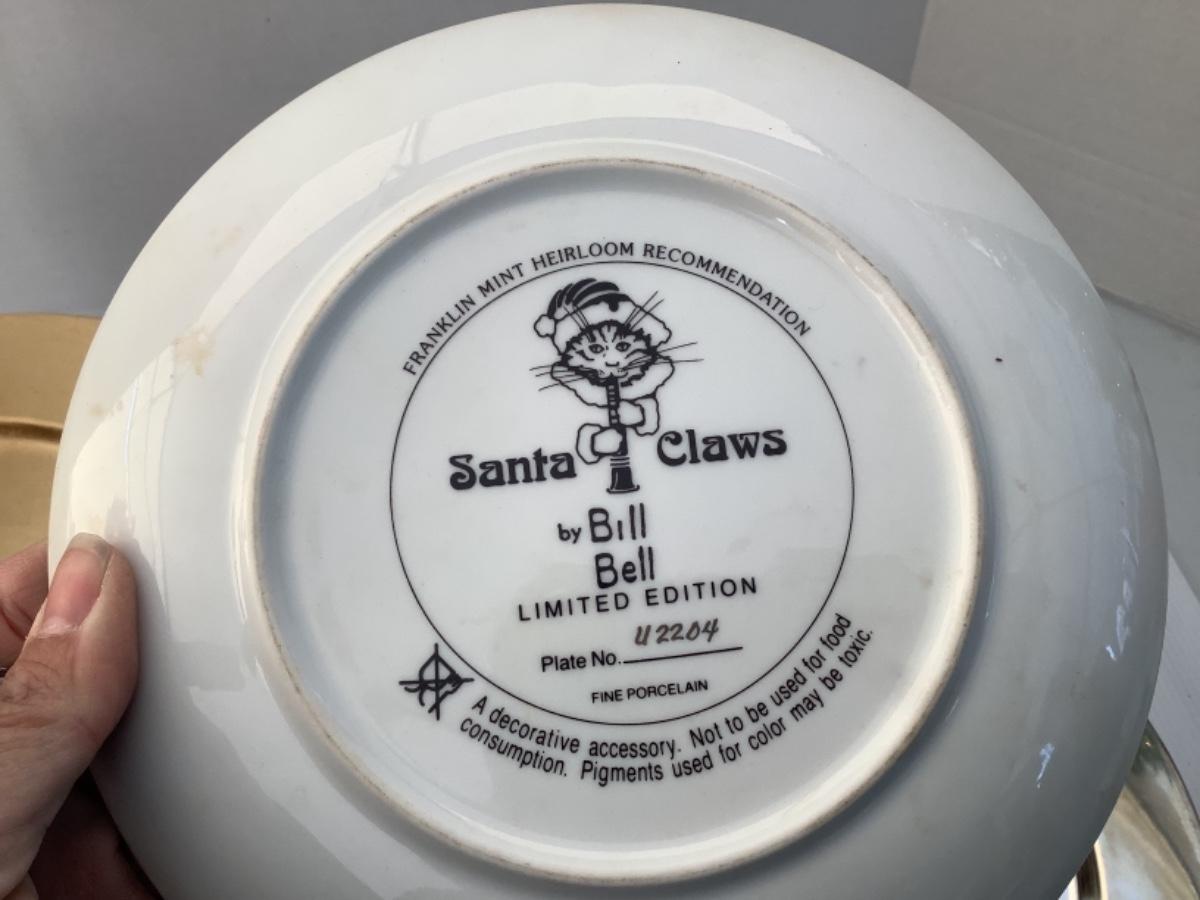 FRANKLIN MINT HEIRLOOM RECOMMENDATION
Santa Claws
by Bill
Bell
LIMITED EDITION
Plate No. U2204
FINE PORCELAIN
A decorative accessory. Not to be used for food
consumption. Pigments used for color may be toxic.